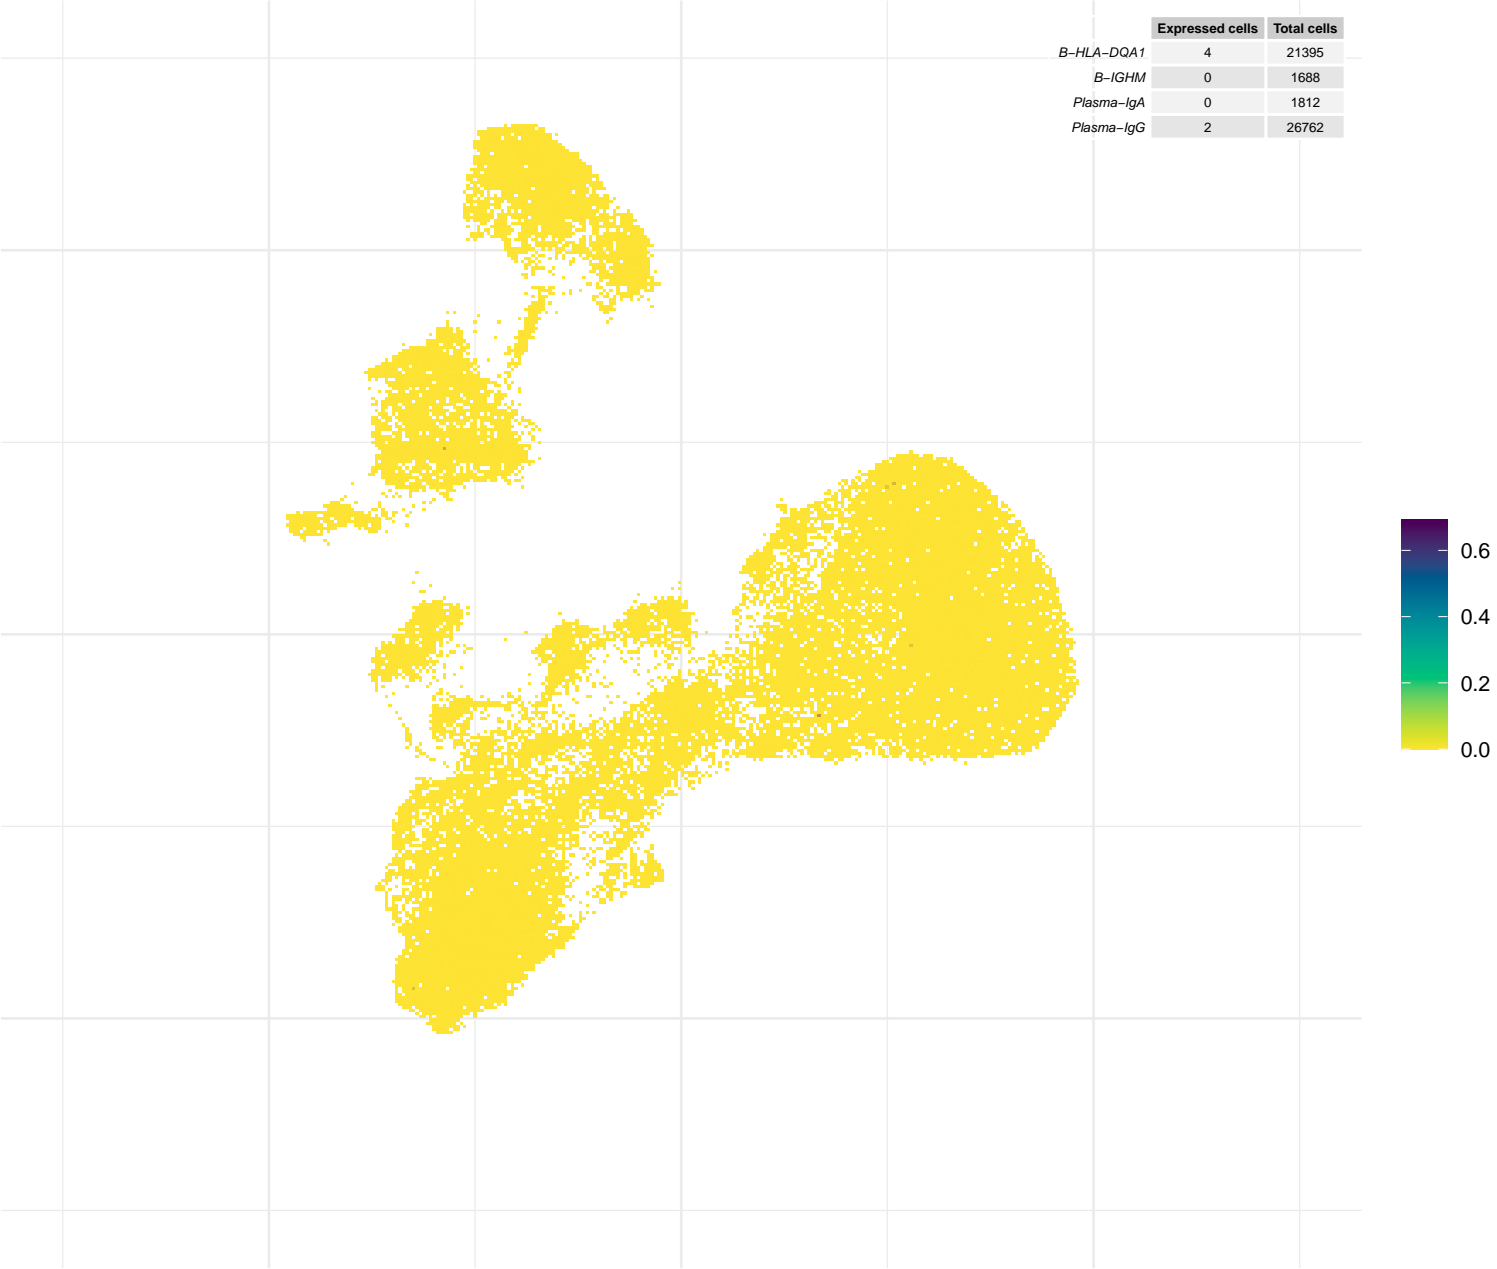 Expressed cells Total cells
B−HLA−DQA1 4 21395
B−IGHM 0 1688
Plasma−IgA 0 1812
Plasma−IgG 2 26762
0.6
0.4
0.2
0.0